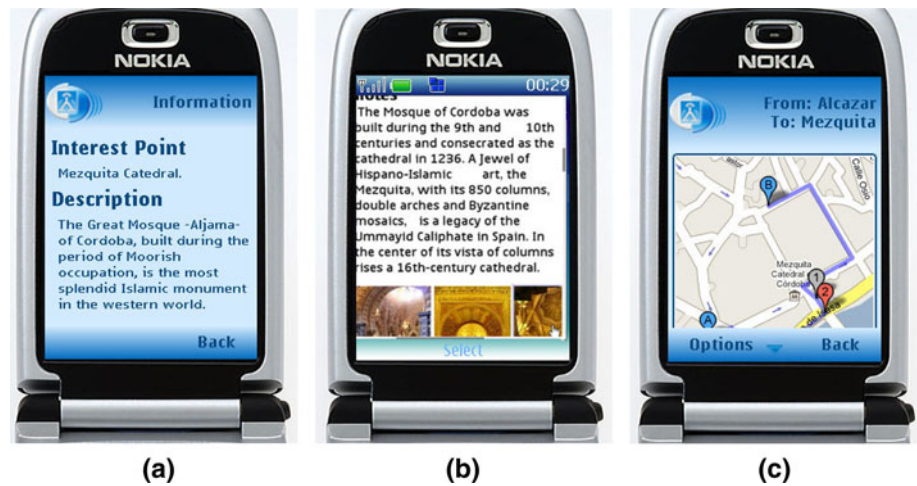 NOKIA
Information
Interest Point
Mezquita Catedral.
Description
The Great Mosque -Aljama-
of Cordoba, built during the
period of Moorish
occupation, is the most
splendid Islamic monument
in the western world.
Back
(a)
NOKIA
00:29
notes
The Mosque of Cordoba was
built during the 9th and 10th
centuries and consecrated as the
cathedral in 1236. A Jewel of
Hispano-Islamic art, the
Mezquita, with its 850 columns,
double arches and Byzantine
mosaics, is a legacy of the
Ummayid Caliphate in Spain. In
the center of its vista of columns
rises a 16th-century cathedral.
Select
(b)
NOKIA
From: Alcazar
To: Mezquita
Calle Osio
B
Mezquita
Catedral
Córdoba
1
2
A
Options
Back
(c)